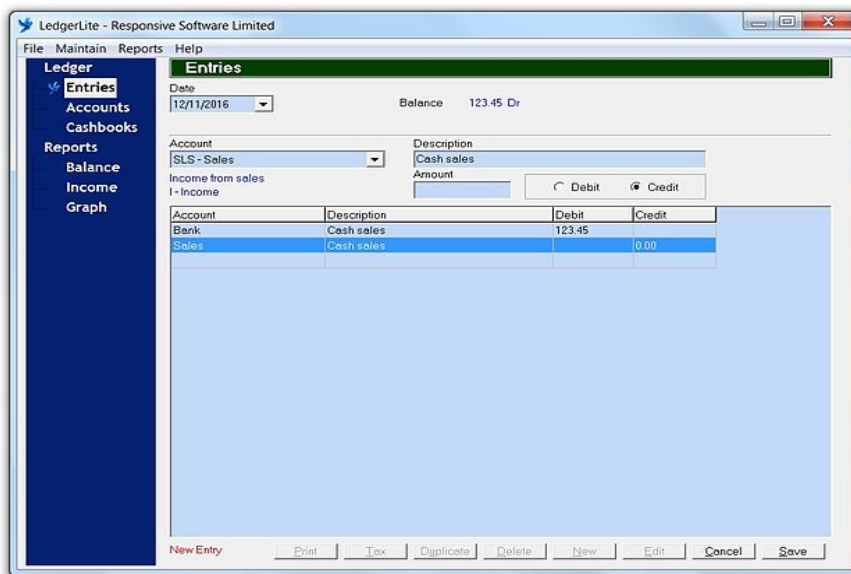 LedgerLite - Responsive Software Limited
File Maintain Reports Help
Ledger
Entries
Accounts
Cashbooks
Reports
Balance
Income
Graph
Entries
Date
12/11/2016
Balance 123.45 Dr
Account Description
SLS - Sales Cash sales
Income from sales Amount
I - Income Debit Credit
Account Description Debit Credit
Bank Cash sales 123.45
Sales Cash sales 0.00
New Entry Print Tax Duplicate Delete New Edit Cancel Save